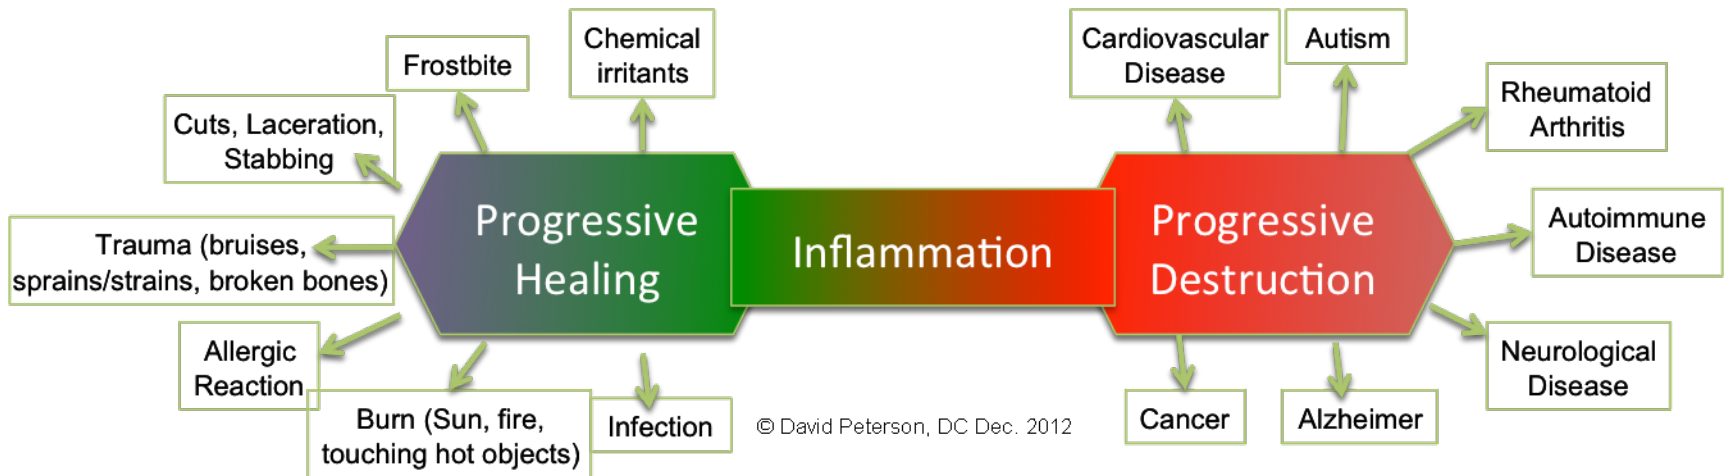 Chemical
irritants
Frostbite
Cuts, Laceration,
Stabbing
Trauma (bruises,
sprains/strains, broken bones)
Allergic
Reaction
Burn (Sun, fire,
touching hot objects)
Infection
Progressive
Healing
Inflammation
Progressive
Destruction
Cardiovascular
Disease
Autism
Rheumatoid
Arthritis
Autoimmune
Disease
Neurological
Disease
Alzheimer
Cancer
© David Peterson, DC Dec. 2012